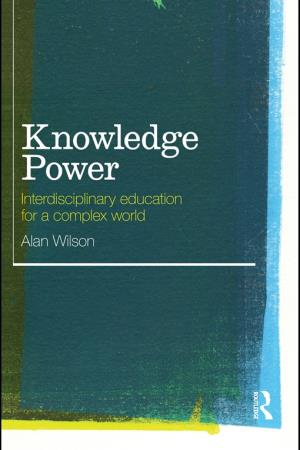 Knowledge
Power
Interdisciplinary education
for a complex world
Alan Wilson
R
ROUTLEDGE